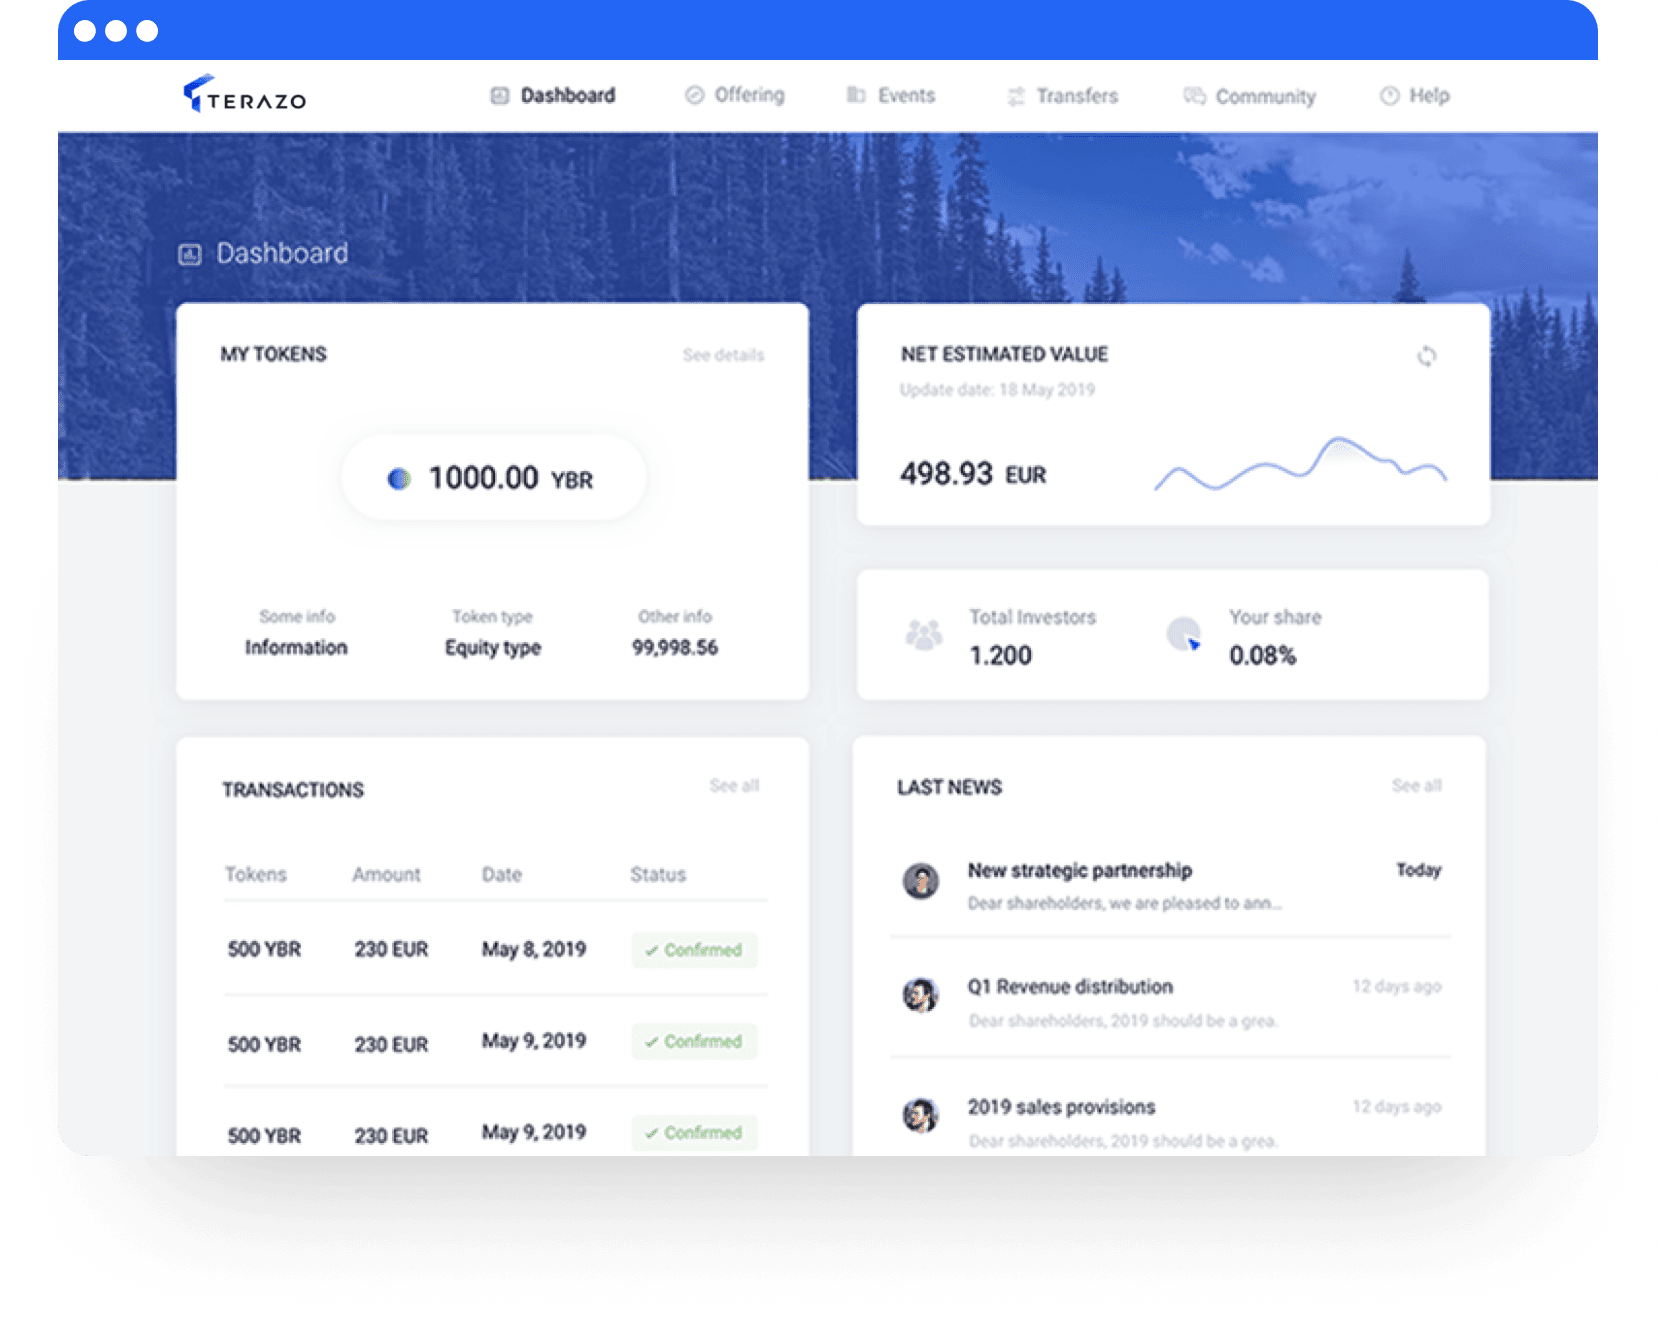 TERAZO
Dashboard
Offering
Events
Transfers
Community
Help
Dashboard
MY TOKENS
See details
1000.00 YBR
Some info
Information
Token type
Equity type
Other info
99,998.56
NET ESTIMATED VALUE
Update date: 18 May 2019
498.93 EUR
Total Investors
1.200
Your share
0.08%
TRANSACTIONS
See all
Tokens Amount Date Status
500 YBR 230 EUR May 8, 2019 Confirmed
500 YBR 230 EUR May 9, 2019 Confirmed
500 YBR 230 EUR May 9, 2019 Confirmed
LAST NEWS
See all
New strategic partnership
Today
Dear shareholders, we are pleased to ann...
Q1 Revenue distribution
12 days ago
Dear shareholders, 2019 should be a grea.
2019 sales provisions
12 days ago
Dear shareholders, 2019 should be a grea.